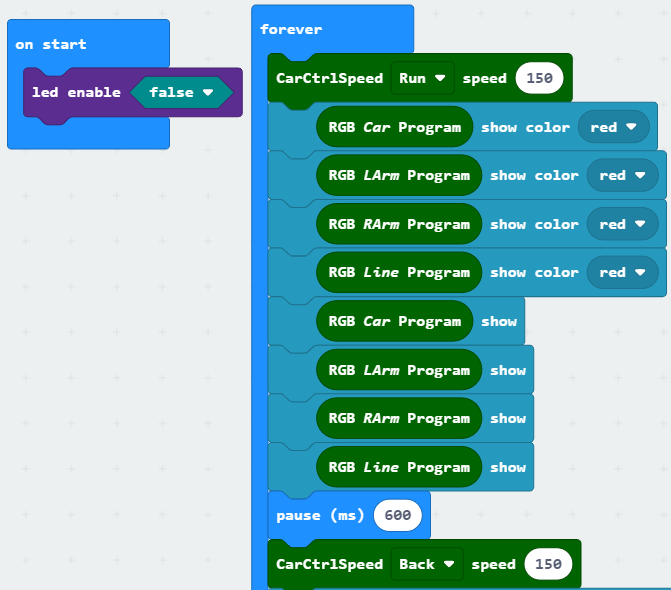 on start
led enable false
forever
CarCtrlSpeed Run speed 150
RGB Car Program show color red
RGB LArm Program show color red
RGB RArm Program show color red
RGB Line Program show color red
RGB Car Program show
RGB LArm Program show
RGB RArm Program show
RGB Line Program show
pause (ms) 600
CarCtrlSpeed Back speed 150